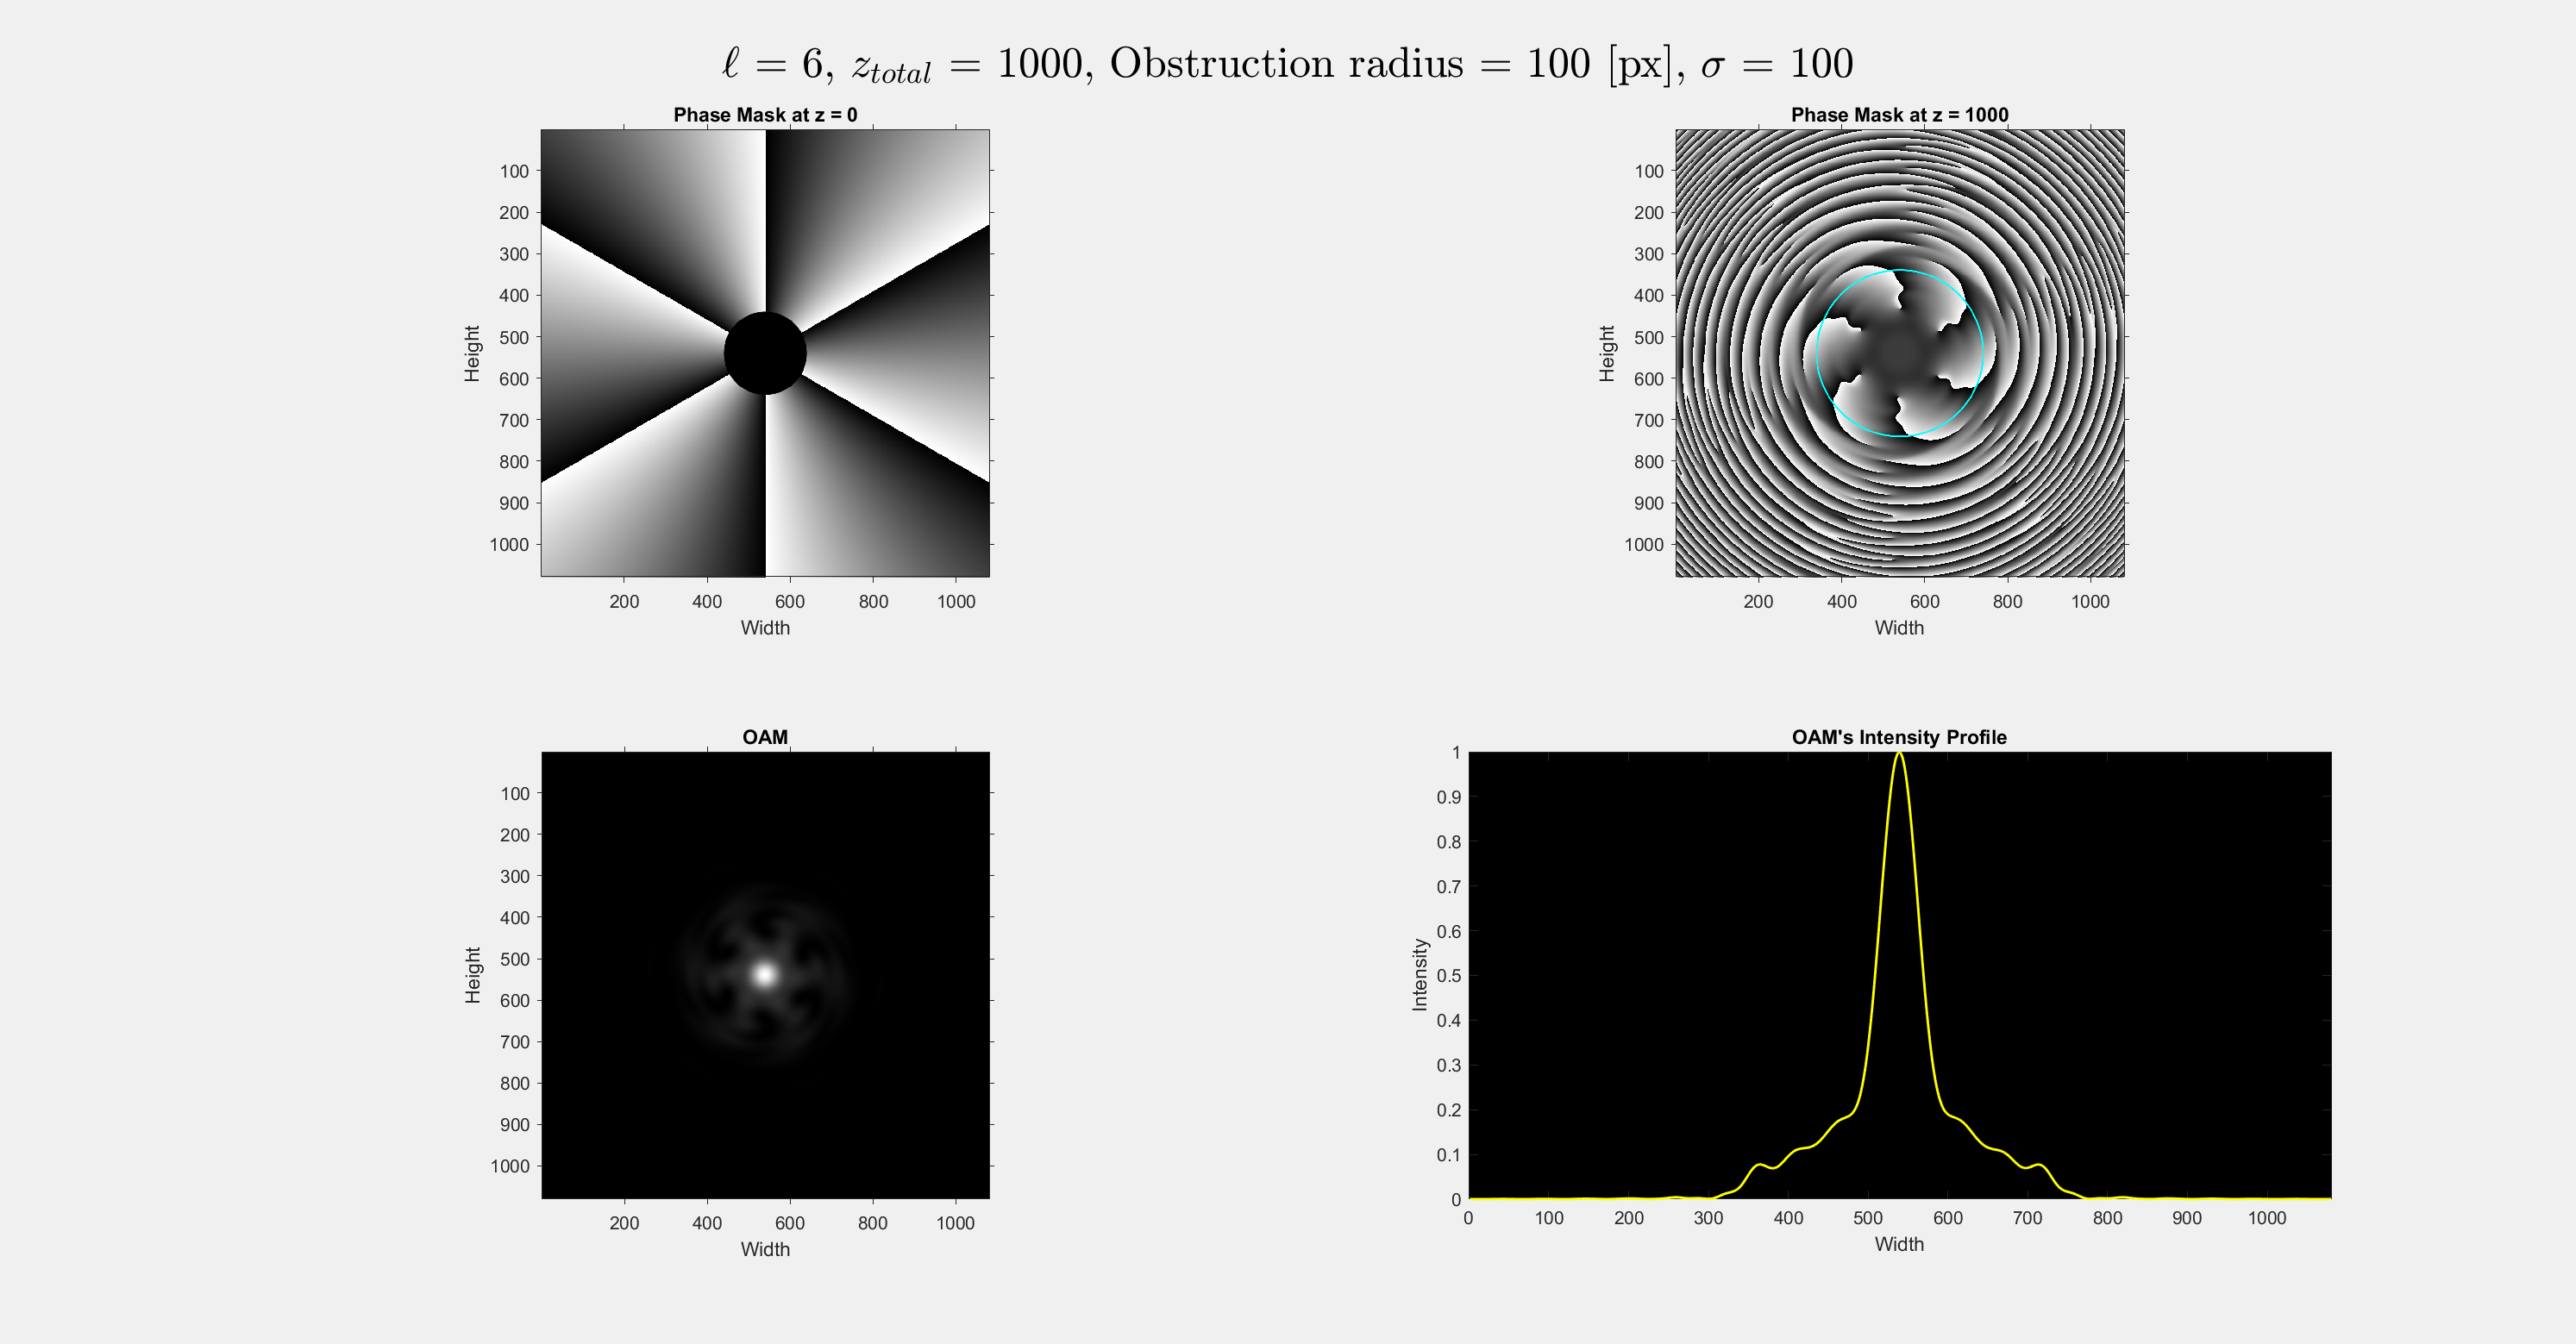 ℓ = 6, z_total = 1000, Obstruction radius = 100 [px], σ = 100
Phase Mask at z = 0
100
200
300
400
500
600
700
800
900
1000
Height
200 400 600 800 1000
Width
Phase Mask at z = 1000
100
200
300
400
500
600
700
800
900
1000
Height
200 400 600 800 1000
Width
OAM
100
200
300
400
500
600
700
800
900
1000
Height
200 400 600 800 1000
Width
OAM's Intensity Profile
1
0.9
0.8
0.7
0.6
0.5
0.4
0.3
0.2
0.1
0
Intensity
0 100 200 300 400 500 600 700 800 900 1000
Width